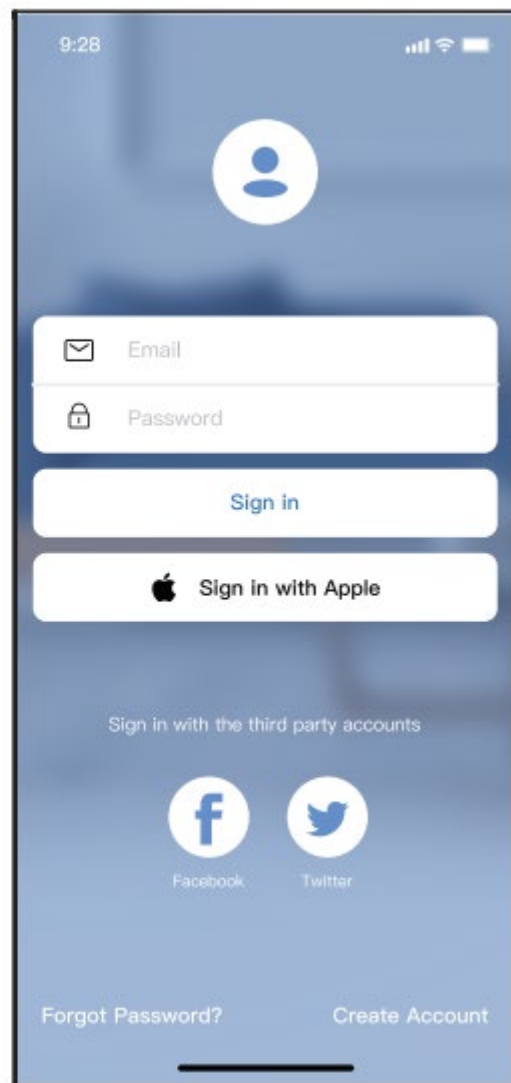 9:28
Email
Password
Sign in
Sign in with Apple
Sign in with the third party accounts
Facebook
Twitter
Forgot Password?
Create Account